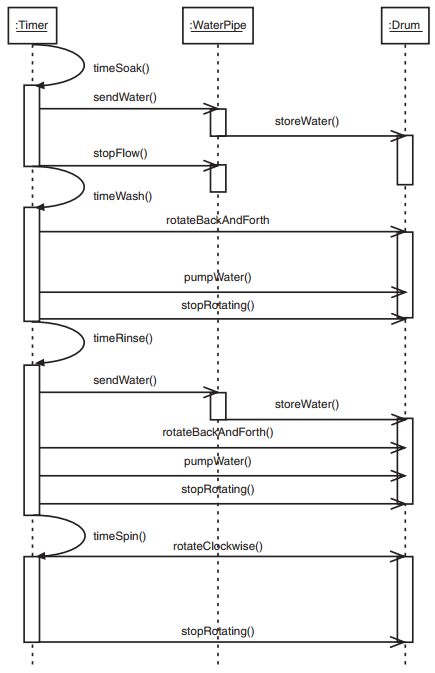 :Timer
:WaterPipe
:Drum
timeSoak()
sendWater()
storeWater()
stopFlow()
timeWash()
rotateBackAndForth
pumpWater()
stopRotating()
timeRinse()
sendWater()
storeWater()
rotateBackAndForth()
pumpWater()
stopRotating()
timeSpin()
rotateClockwise()
stopRotating()